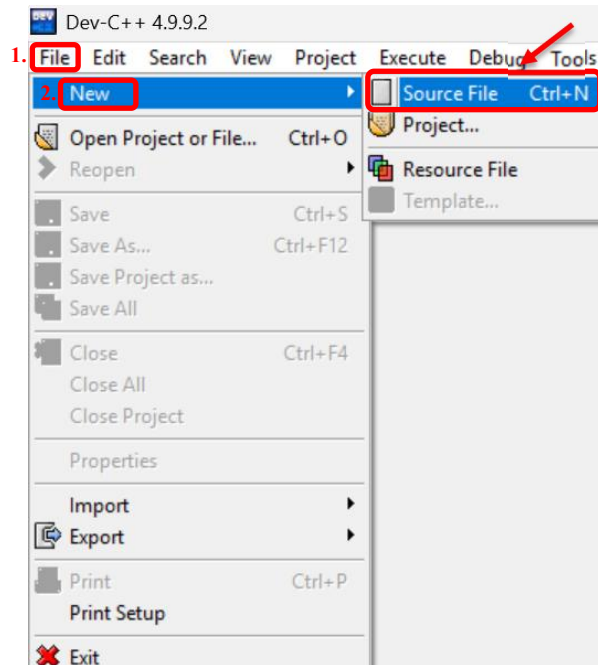 Dev-C++ 4.9.9.2
1. File Edit Search View Project Execute Debug Tools
2. New Source File Ctrl+N
Project...
Open Project or File... Ctrl+O
Reopen Resource File
Template...
Save Ctrl+S
Save As... Ctrl+F12
Save Project as...
Save All
Close Ctrl+F4
Close All
Close Project
Properties
Import
Export
Print Ctrl+P
Print Setup
Exit